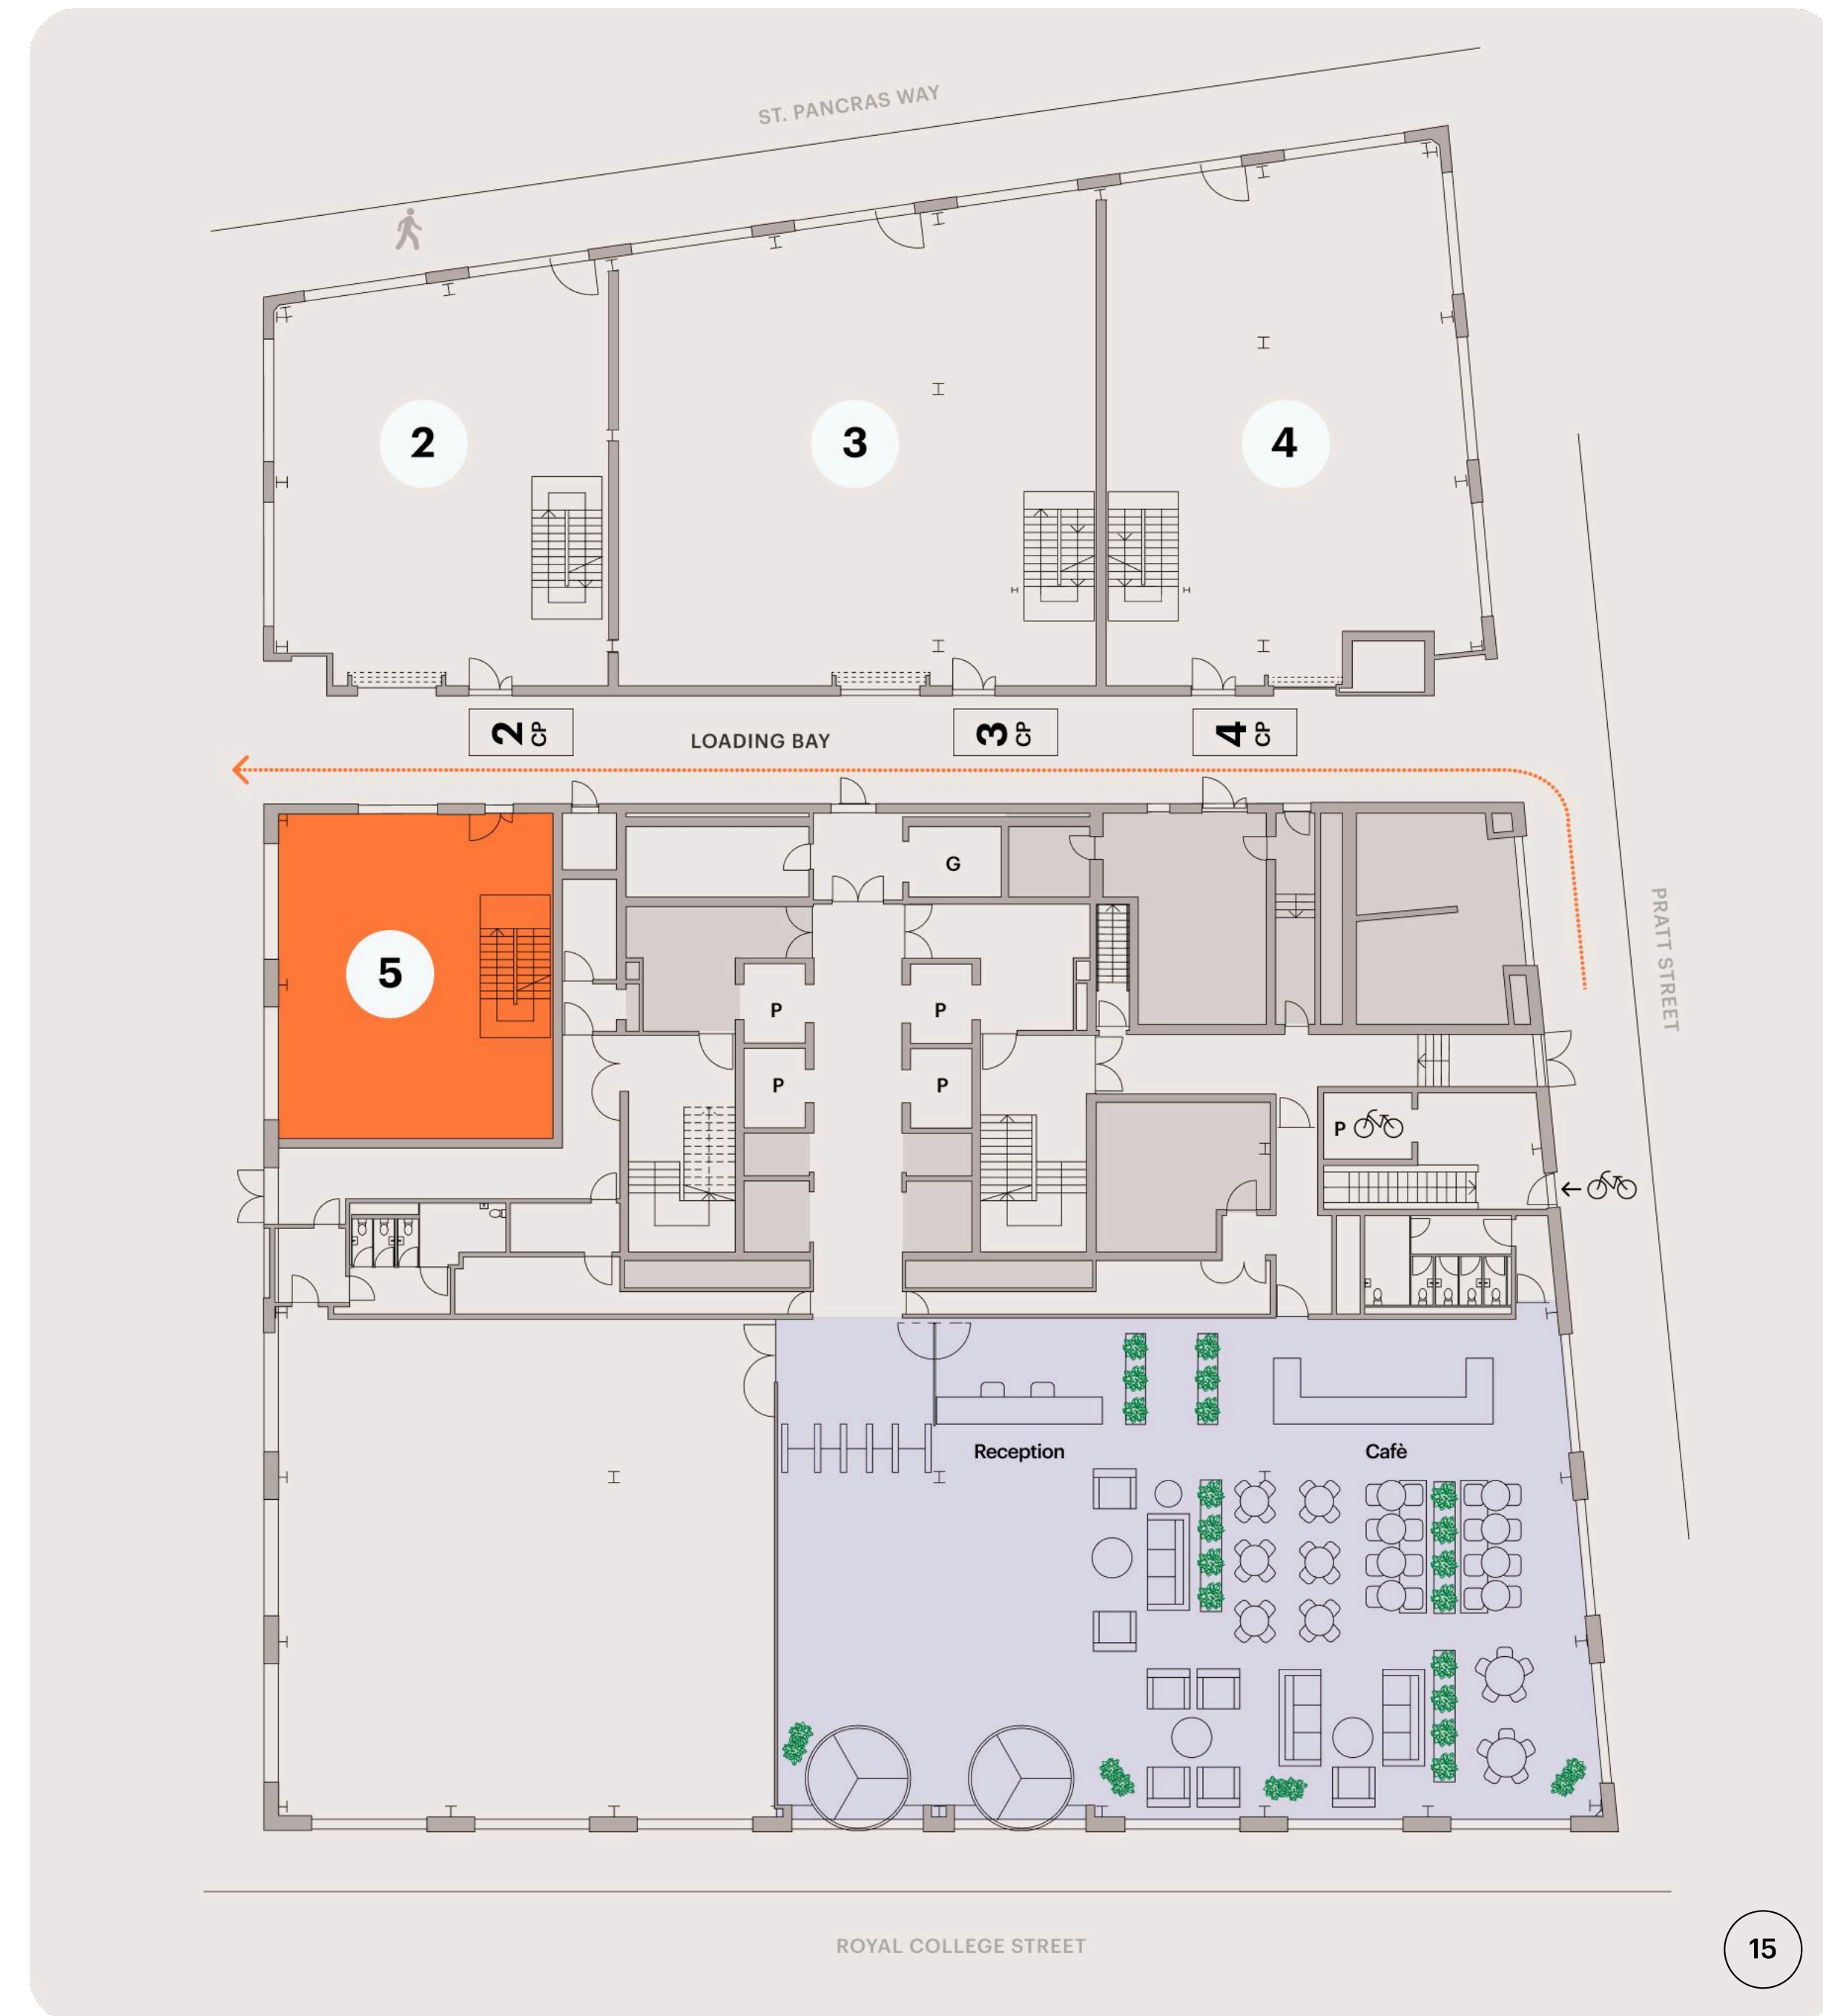 ST. PANCRAS WAY
2
3
4
2 CP
LOADING BAY
3 CP
4 CP
G
5
P
P
P
P
P
PRATT STREET
Reception
Cafè
ROYAL COLLEGE STREET
15